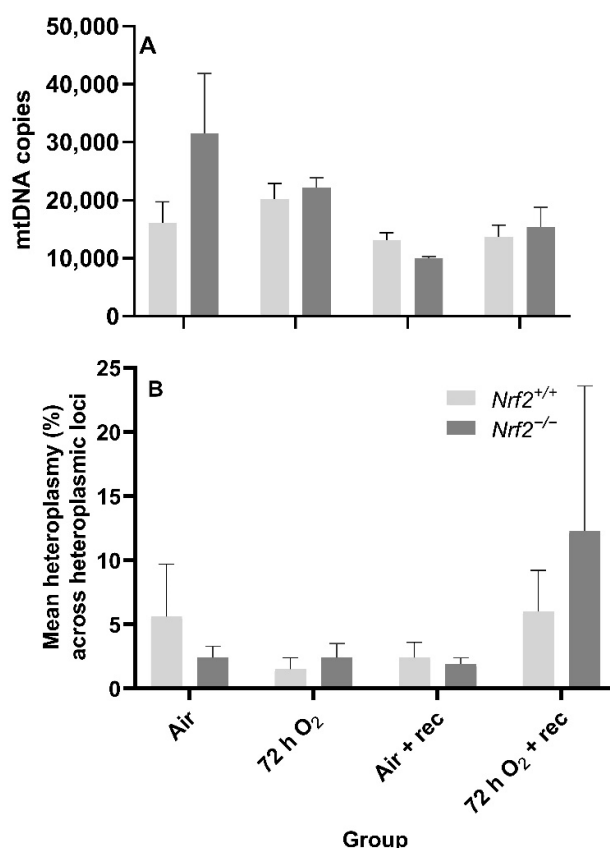 A
50,000
40,000
30,000
20,000
10,000
0
mtDNA copies
B
25
20
15
10
5
0
Mean heteroplasmy (%)
across heteroplasmic loci
Nrf2+/+
Nrf2−/−
Air
72 h O2
Air + rec
72 h O2 + rec
Group